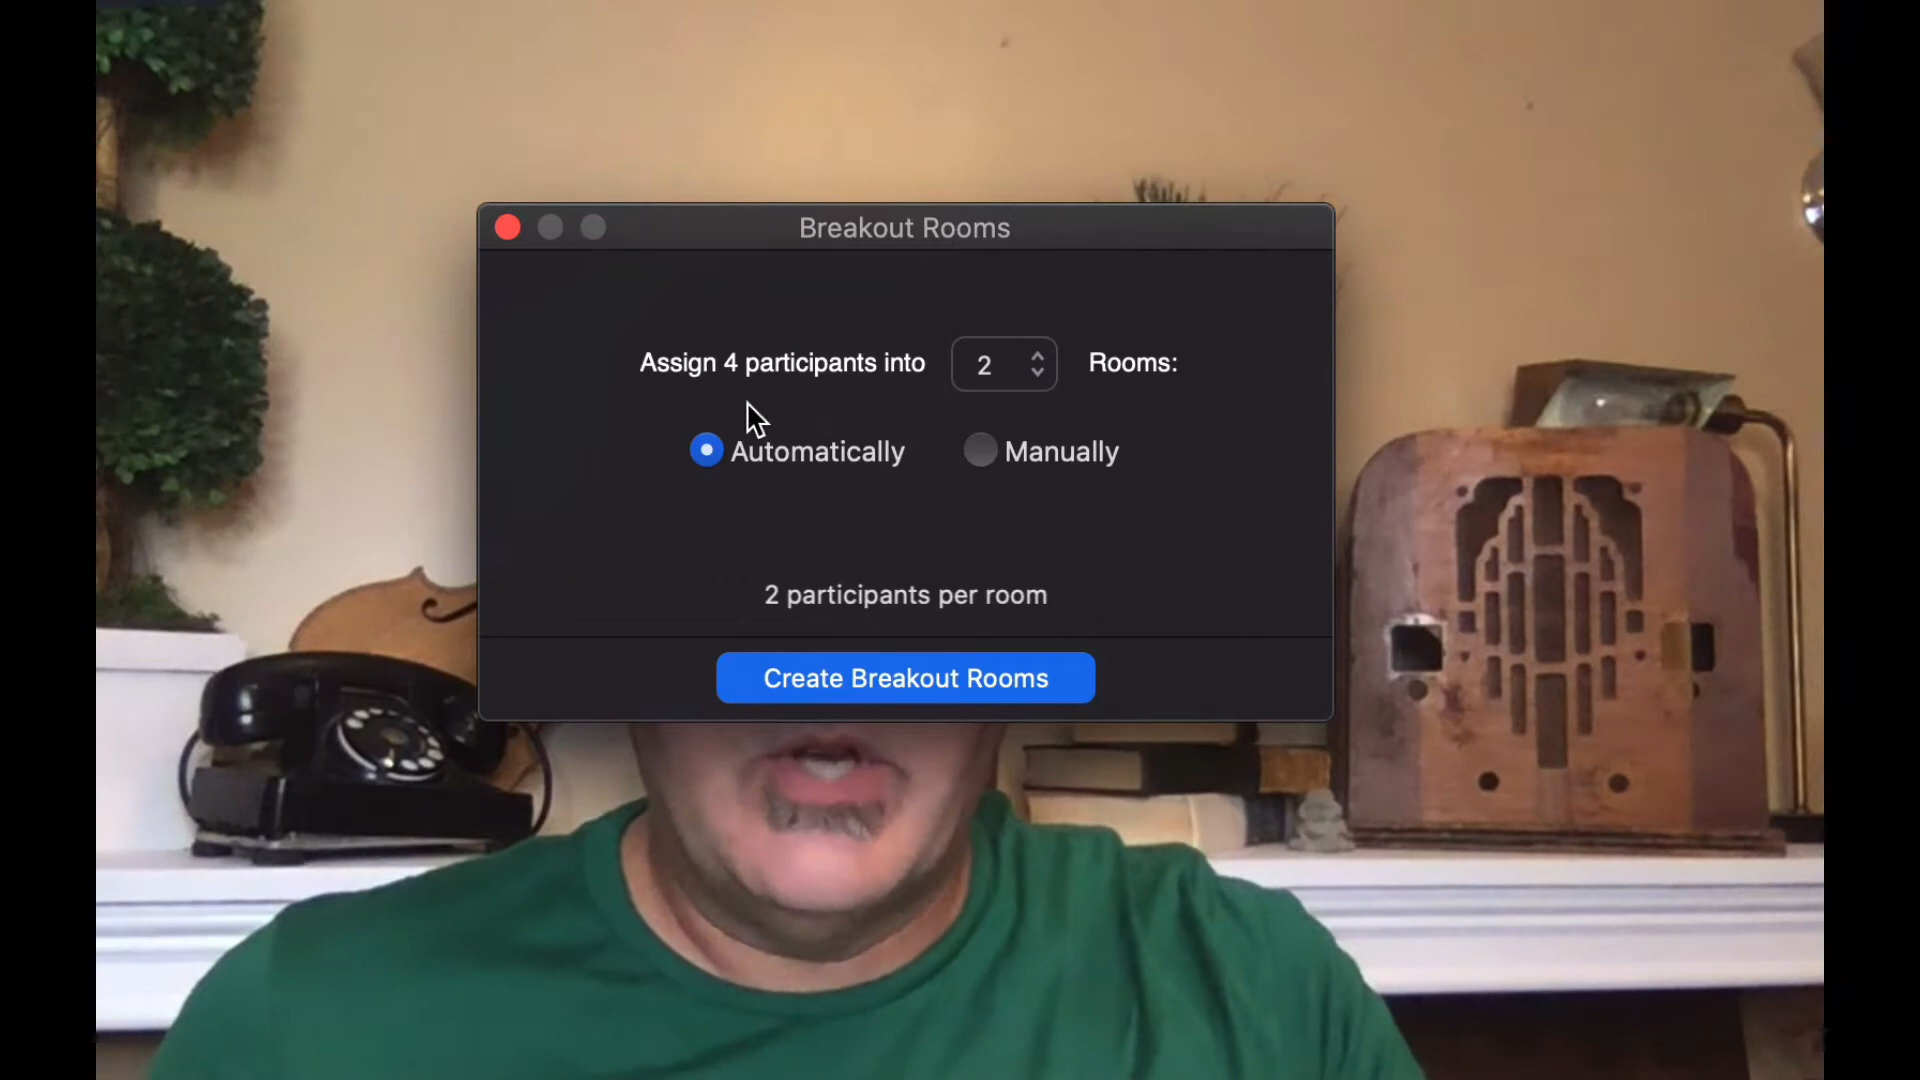 Breakout Rooms
Assign 4 participants into 2 Rooms:
Automatically Manually
2 participants per room
Create Breakout Rooms